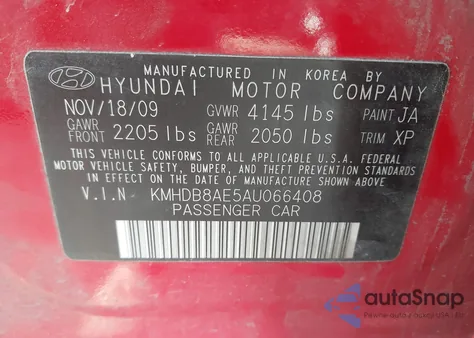 MANUFACTURED IN KOREA BY
HYUNDAI MOTOR COMPANY
NOV/18/09 GVWR 4145 lbs PAINT JA
GAWR FRONT 2205 lbs GAWR REAR 2050 lbs TRIM XP
THIS VEHICLE CONFORMS TO ALL APPLICABLE U.S.A. FEDERAL
MOTOR VEHICLE SAFETY, BUMPER, AND THEFT PREVENTION STANDARDS
IN EFFECT ON THE DATE OF MANUFACTURE SHOWN ABOVE.
V.I.N KMHDB8AE5AU066408
PASSENGER CAR
autoSnap